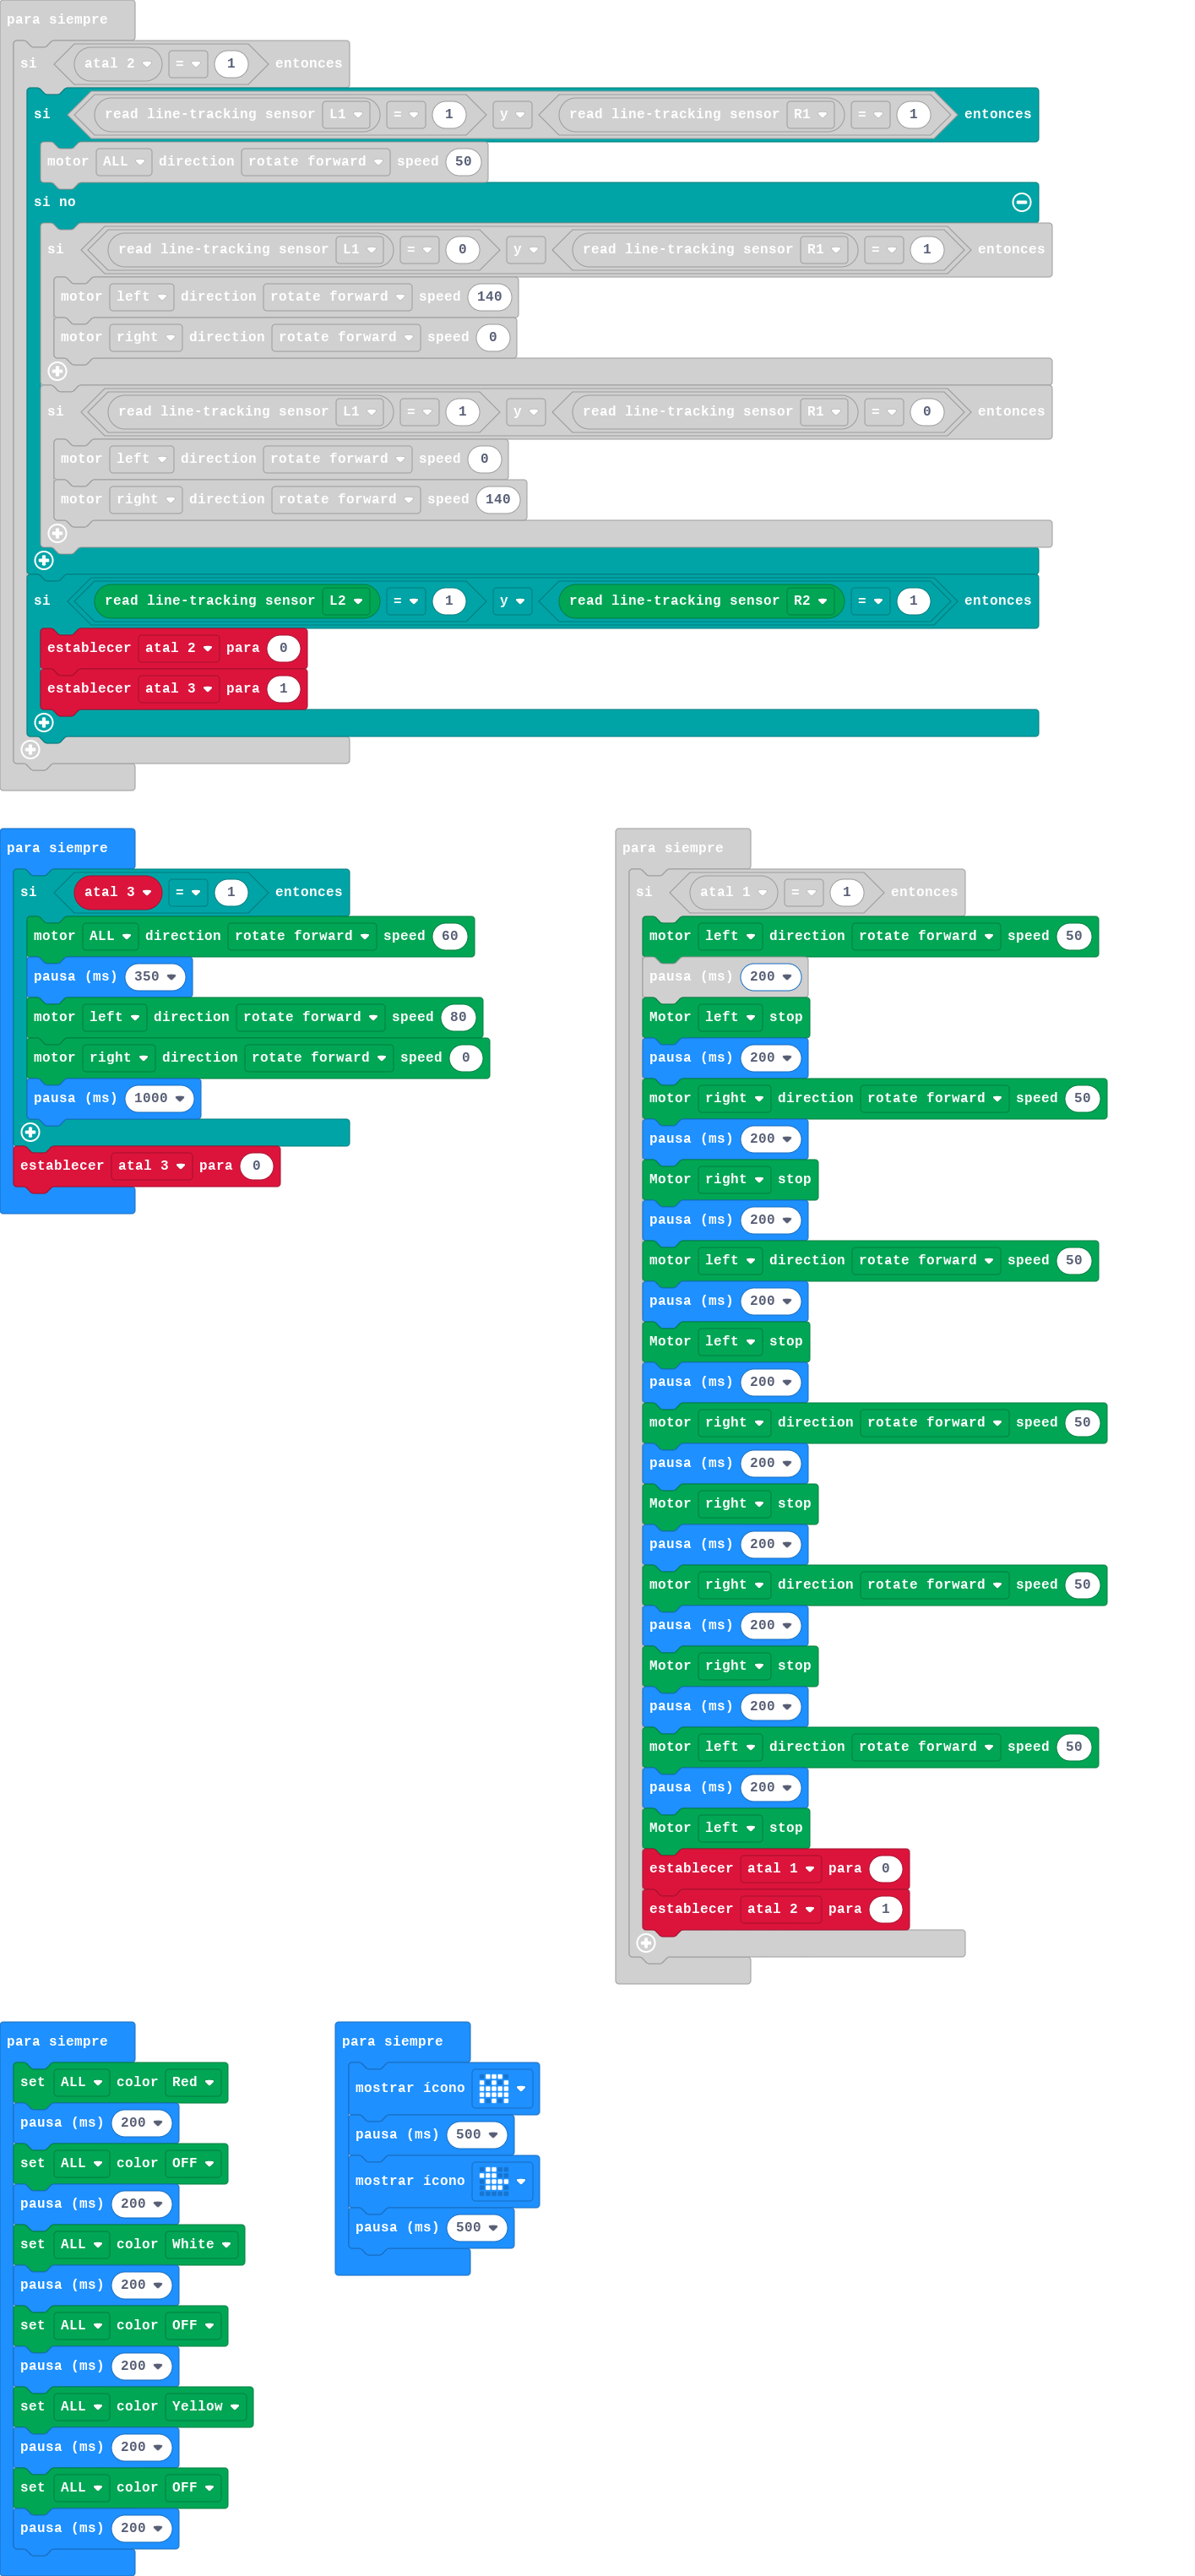 para siempre
si atal 2 = 1 entonces
si read line-tracking sensor L1 = 1 y read line-tracking sensor R1 = 1 entonces
motor ALL direction rotate forward speed 50
si no
si read line-tracking sensor L1 = 0 y read line-tracking sensor R1 = 1 entonces
motor left direction rotate forward speed 140
motor right direction rotate forward speed 0
si read line-tracking sensor L1 = 1 y read line-tracking sensor R1 = 0 entonces
motor left direction rotate forward speed 0
motor right direction rotate forward speed 140
si read line-tracking sensor L2 = 1 y read line-tracking sensor R2 = 1 entonces
establecer atal 2 para 0
establecer atal 3 para 1
para siempre
si atal 3 = 1 entonces
motor ALL direction rotate forward speed 60
pausa (ms) 350
motor left direction rotate forward speed 80
motor right direction rotate forward speed 0
pausa (ms) 1000
establecer atal 3 para 0
para siempre
si atal 1 = 1 entonces
motor left direction rotate forward speed 50
pausa (ms) 200
Motor left stop
pausa (ms) 200
motor right direction rotate forward speed 50
pausa (ms) 200
Motor right stop
pausa (ms) 200
motor left direction rotate forward speed 50
pausa (ms) 200
Motor left stop
pausa (ms) 200
motor right direction rotate forward speed 50
pausa (ms) 200
Motor right stop
pausa (ms) 200
motor right direction rotate forward speed 50
pausa (ms) 200
Motor right stop
pausa (ms) 200
motor left direction rotate forward speed 50
pausa (ms) 200
Motor left stop
establecer atal 1 para 0
establecer atal 2 para 1
para siempre
set ALL color Red
pausa (ms) 200
set ALL color OFF
pausa (ms) 200
set ALL color White
pausa (ms) 200
set ALL color OFF
pausa (ms) 200
set ALL color Yellow
pausa (ms) 200
set ALL color OFF
pausa (ms) 200
para siempre
mostrar ícono
pausa (ms) 500
mostrar ícono
pausa (ms) 500